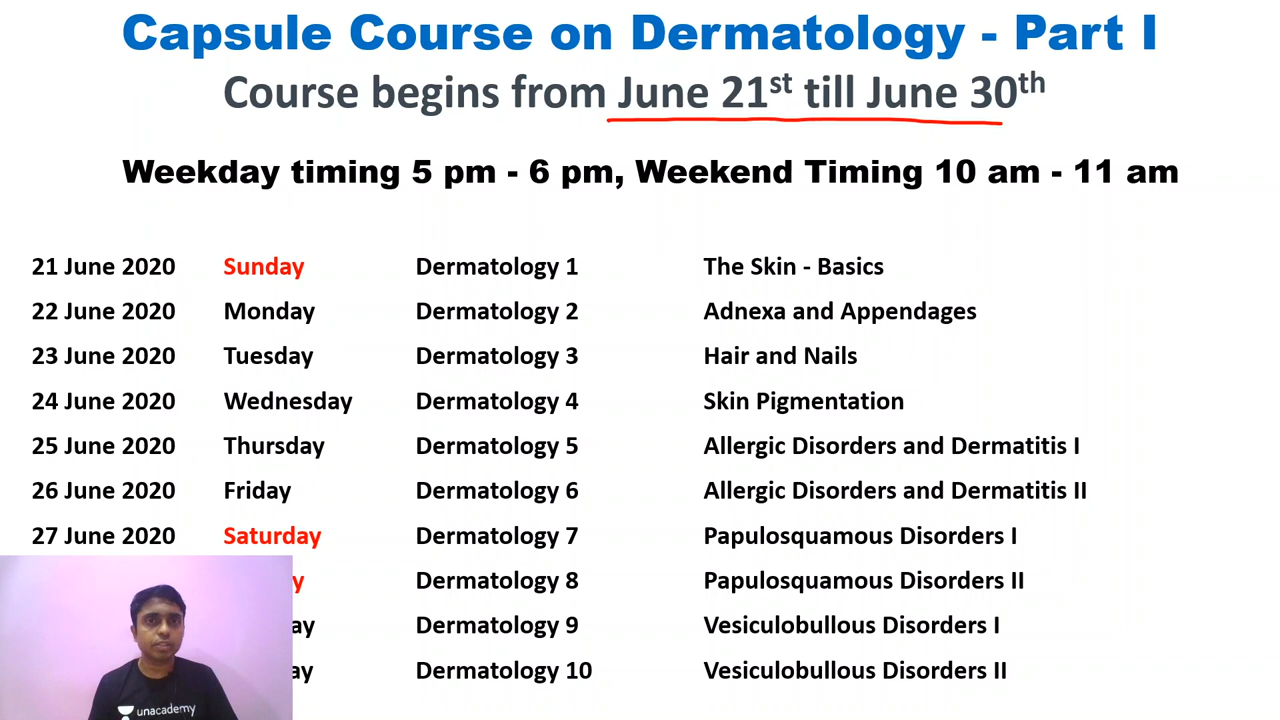 Capsule Course on Dermatology - Part I
Course begins from June 21st till June 30th
Weekday timing 5 pm - 6 pm, Weekend Timing 10 am - 11 am
21 June 2020 Sunday Dermatology 1 The Skin - Basics
22 June 2020 Monday Dermatology 2 Adnexa and Appendages
23 June 2020 Tuesday Dermatology 3 Hair and Nails
24 June 2020 Wednesday Dermatology 4 Skin Pigmentation
25 June 2020 Thursday Dermatology 5 Allergic Disorders and Dermatitis I
26 June 2020 Friday Dermatology 6 Allergic Disorders and Dermatitis II
27 June 2020 Saturday Dermatology 7 Papulosquamous Disorders I
Dermatology 8 Papulosquamous Disorders II
Dermatology 9 Vesiculobullous Disorders I
Dermatology 10 Vesiculobullous Disorders II
unacademy